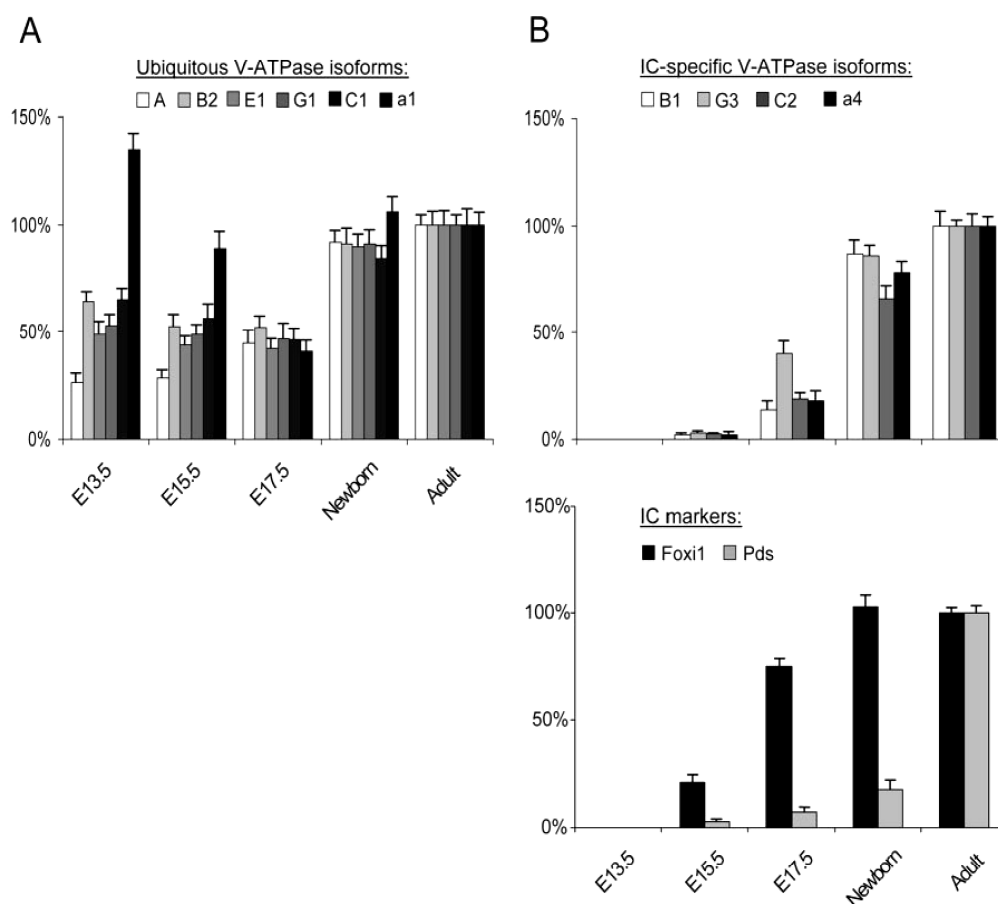 A
Ubiquitous V-ATPase isoforms:
A B2 E1 G1 C1 a1
150%
100%
50%
0%
E13.5
E15.5
E17.5
Newborn
Adult
B
IC-specific V-ATPase isoforms:
B1 G3 C2 a4
150%
100%
50%
0%
IC markers:
Foxi1 Pds
150%
100%
50%
0%
E13.5
E15.5
E17.5
Newborn
Adult